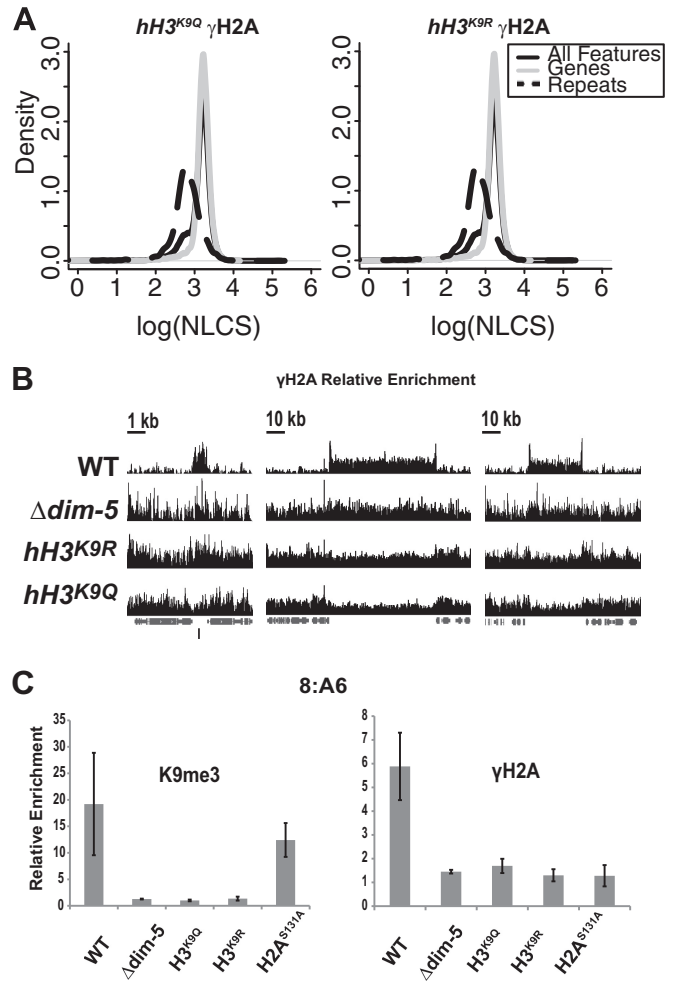 A
hH3K9Q γH2A
hH3K9R γH2A
All Features
Genes
Repeats
Density
0.0 1.0 2.0 3.0
0.0 1.0 2.0 3.0
0 1 2 3 4 5 6
0 1 2 3 4 5 6
log(NLCS)
log(NLCS)
B
γH2A Relative Enrichment
1 kb
10 kb
10 kb
WT
Δdim-5
hH3K9R
hH3K9Q
C
8:A6
Relative Enrichment
35
30
25
20
15
10
5
0
K9me3
WT
Δdim-5
H3K9Q
H3K9R
H2AS131A
8
7
6
5
4
3
2
1
0
γH2A
WT
Δdim-5
H3K9Q
H3K9R
H2AS131A